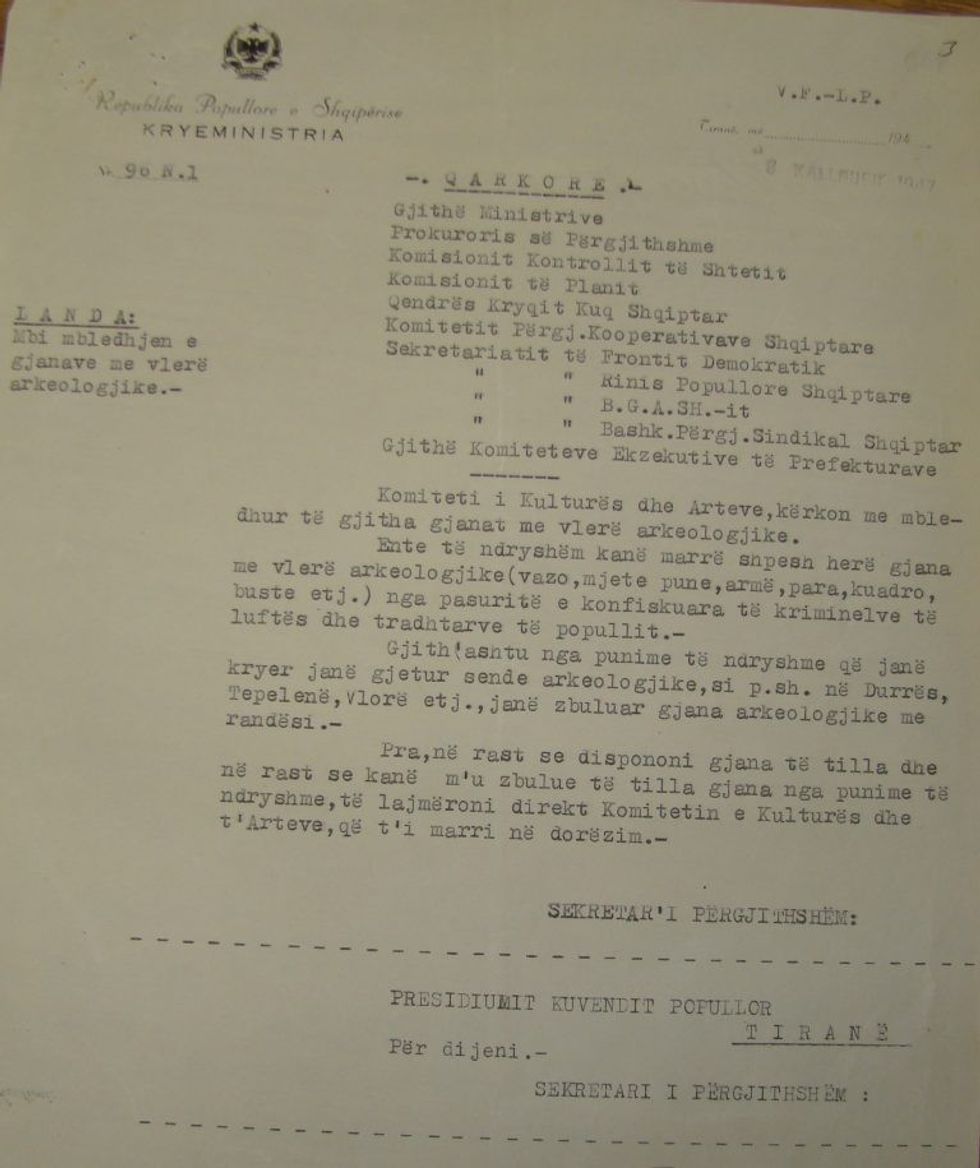 3
Republika Popullore e Shqipërise
KRYEMINISTRIA
V.F.-L.P.
Tiranë, më ........................ 194
8 KALLNUER 1947
Nr. 90 N.1
-. Q A R K O R E .-
Gjithë Ministrive
Prokuroris së Përgjithshme
Komisionit Kontrollit të Shtetit
Komisionit të Planit
Qendrës Kryqit Kuq Shqiptar
Komitetit Përgj.Kooperativave Shqiptare
Sekretariatit të Frontit Demokratik
" " Rinis Popullore Shqiptare
" " B.G.A.SH.-it
" " Bashk.Përgj.Sindikal Shqiptar
Gjithë Komiteteve Ekzekutive të Prefekturave
L A N D A:
Mbi mbledhjen e
gjanave me vlerë
arkeologjike.-
Komiteti i Kulturës dhe Arteve,kërkon me mble-
dhur të gjitha gjanat me vlerë arkeologjike.
Ente të ndryshëm kanë marrë shpesh herë gjana
me vlerë arkeologjike(vazo,mjete pune,armë,para,kuadro,
buste etj.) nga pasuritë e konfiskuara të kriminelve të
luftës dhe tradhtarve të popullit.-
Gjith'ashtu nga punime të ndryshme që janë
kryer janë gjetur sende arkeologjike,si p.sh. në Durrës,
Tepelenë,Vlorë etj.,janë zbuluar gjana arkeologjike me
randësi.-
Pra,në rast se disponi gjana të tilla dhe
në rast se kanë m'u zbulue të tilla gjana nga punime të
ndryshme,të lajmëroni direkt Komitetin e Kulturës dhe
t'Arteve,që t'i marri në dorëzim.-
SEKRETAR'I PËRGJITHSHËM:
PRESIDIUMIT KUVENDIT POPULLOR
T I R A N Ë
Për dijeni.-
SEKRETARI I PËRGJITHSHËM :